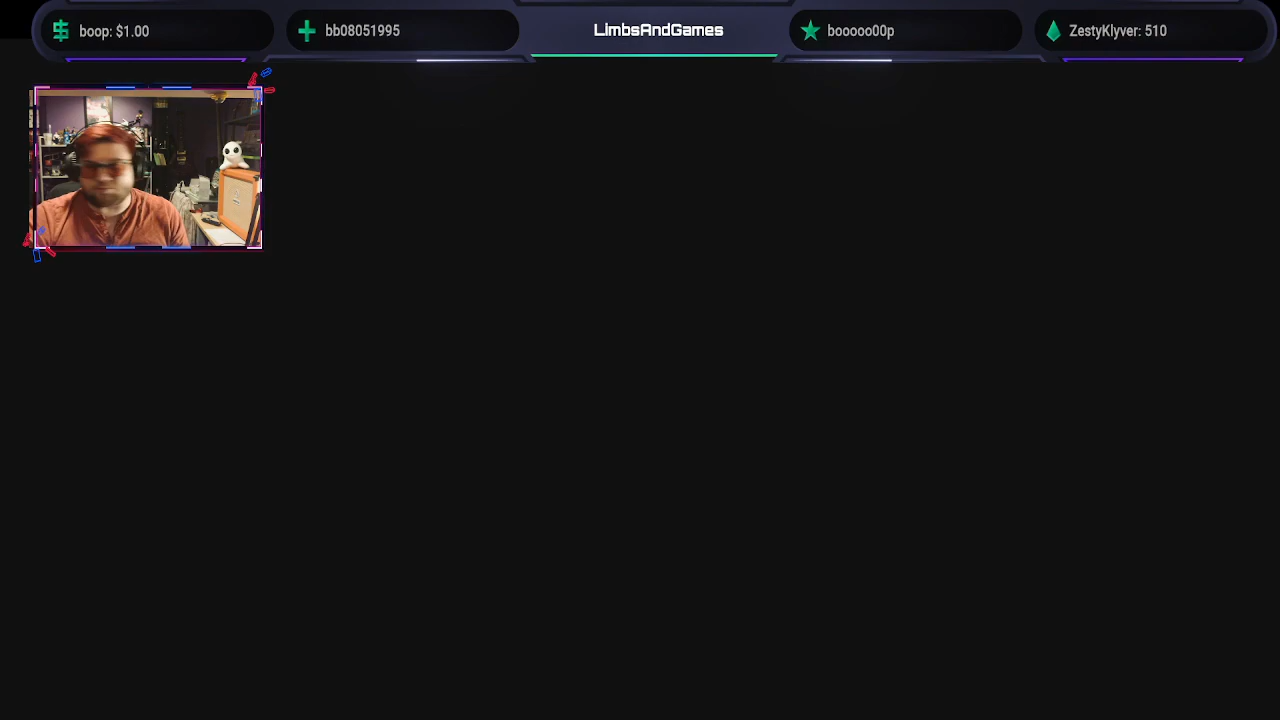 boop: $1.00
bb08051995
LimbsAndGames
booooo00p
ZestyKlyver: 510